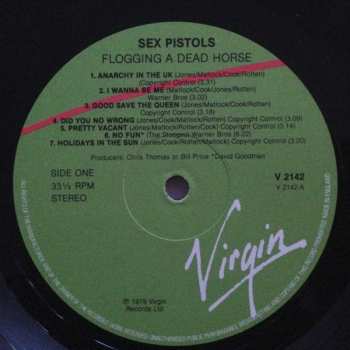 SEX PISTOLS
FLOGGING A DEAD HORSE
1. ANARCHY IN THE UK (Jones/Matlock/Cook/Rotten)
Copyright Control (3.31)
2. I WANNA BE ME (Matlock/Cook/Jones/Rotten)
Warner Bros (3.02)
3. GOOD SAVE THE QUEEN (Jones/Matlock/Cook/Rotten)
Copyright Control (3.18)
4. DID YOU NO WRONG (Jones/Cook/Matlock/Rotten) Copyright Control (3.09)
5. PRETTY VACANT (Jones/Cook/Matlock/Rotten) Copyright Control (3.14)
6. NO FUN* (The Stooges) Warner Bros (6.22)
7. HOLIDAYS IN THE SUN (Jones/Cook/Rotten) Copyright Control (3.20)
Producers: Chris Thomas Bill Price *David Goodman
SIDE ONE
33⅓ RPM
STEREO
V 2142
V 2142-A
Virgin
℗ 1979 Virgin
Records Ltd